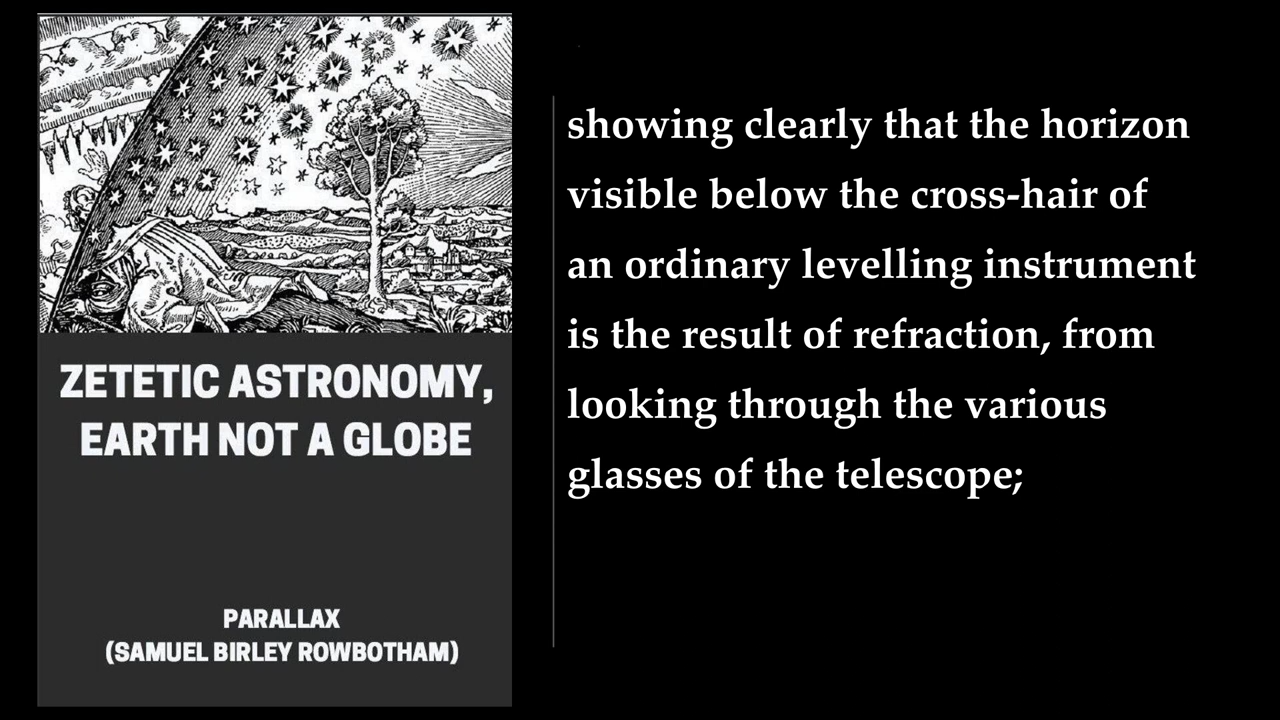 ZETETIC ASTRONOMY,
EARTH NOT A GLOBE
PARALLAX
(SAMUEL BIRLEY ROWBOTHAM)
showing clearly that the horizon
visible below the cross-hair of
an ordinary levelling instrument
is the result of refraction, from
looking through the various
glasses of the telescope;